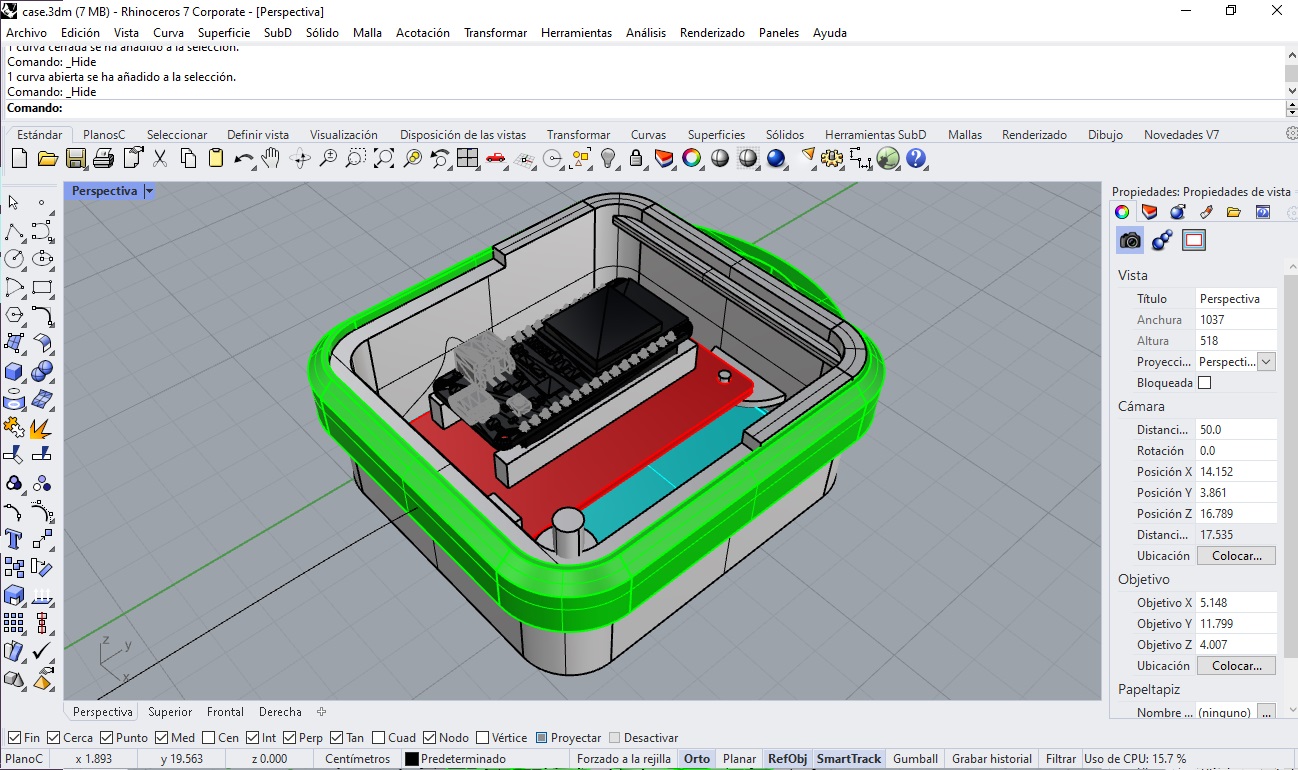 case.3dm (7 MB) - Rhinoceros 7 Corporate - [Perspectiva]
Archivo Edición Vista Curva Superficie SubD Sólido Malla Acotación Transformar Herramientas Análisis Renderizado Paneles Ayuda
1 curva cerrada se ha añadido a la selección.
Comando: _Hide
1 curva abierta se ha añadido a la selección.
Comando: _Hide
Comando:
Estándar PlanosC Seleccionar Definir vista Visualización Disposición de las vistas Transformar Curvas Superficies Sólidos Herramientas SubD Mallas Renderizado Dibujo Novedades V7
Perspectiva
Propiedades: Propiedades de vista
Vista
Título Perspectiva
Anchura 1037
Altura 518
Proyecci... Perspecti...
Bloqueada
Cámara
Distanci... 50.0
Rotación 0.0
Posición X 14.152
Posición Y 3.861
Posición Z 16.789
Distanci... 17.535
Ubicación Colocar...
Objetivo
Objetivo X 5.148
Objetivo Y 11.799
Objetivo Z 4.007
Ubicación Colocar...
Papeltapiz
Nombre ... (ninguno) ...
z
y
x
Perspectiva Superior Frontal Derecha
Fin Cerca Punto Med Cen Int Perp Tan Cuad Nodo Vértice Proyectar Desactivar
PlanoC x 1.893 y 19.563 z 0.000 Centímetros Predeterminado Forzado a la rejilla Orto Planar RefObj SmartTrack Gumball Grabar historial Filtrar Uso de CPU: 15.7 %